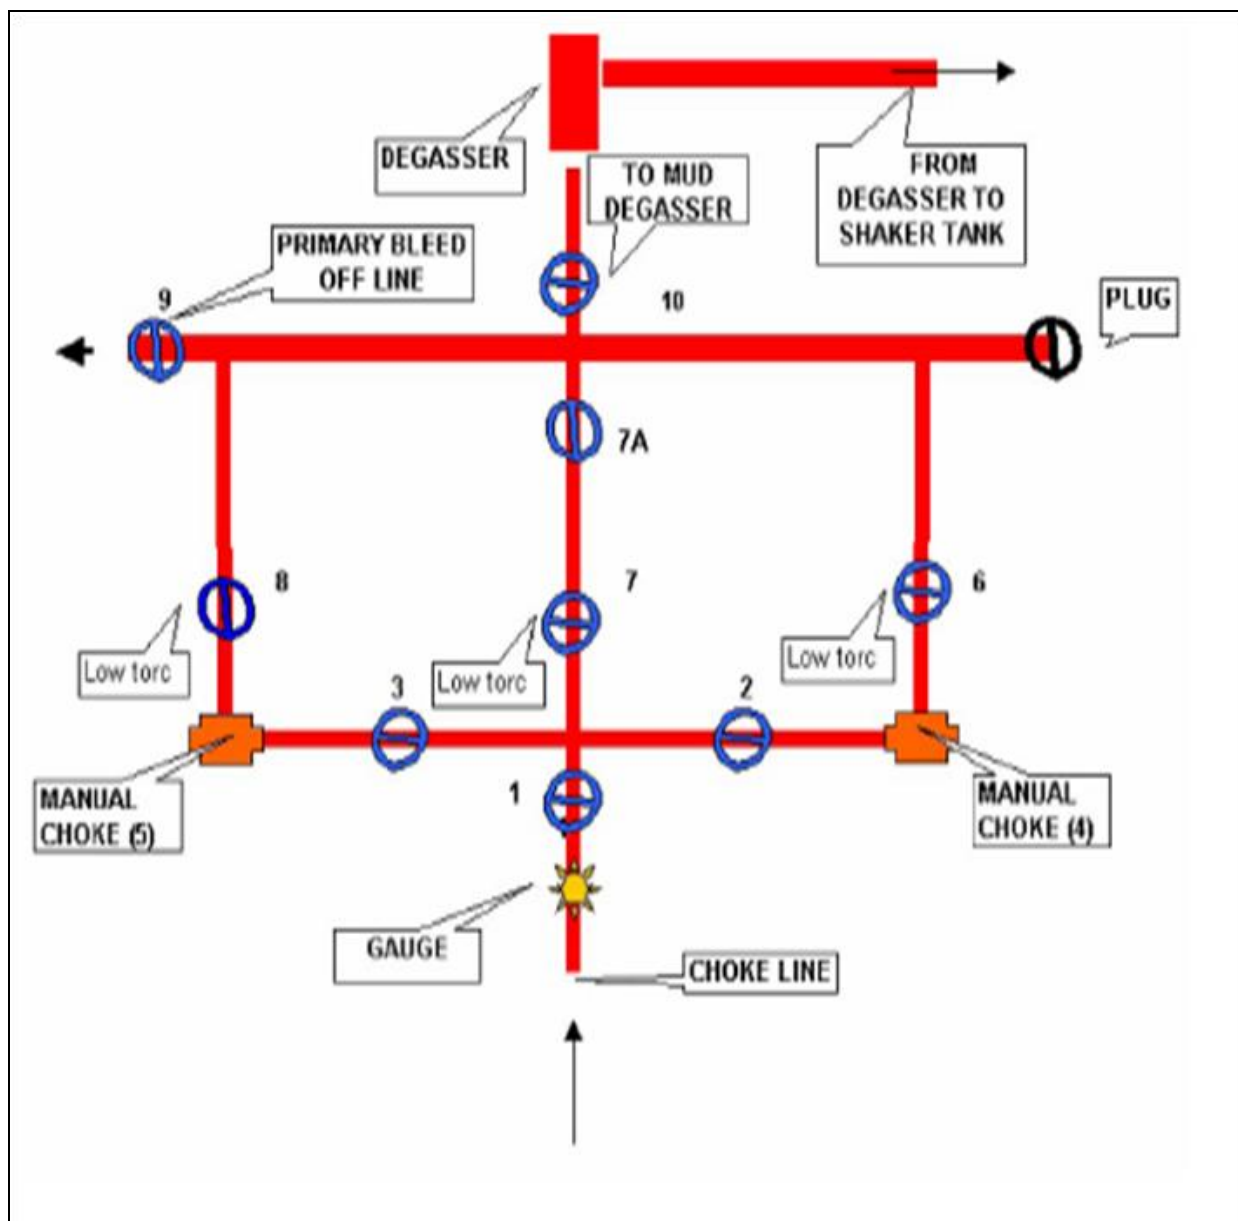 DEGASSER
TO MUD
DEGASSER
FROM
DEGASSER TO
SHAKER TANK
PRIMARY BLEED
OFF LINE
9
10
PLUG
7A
8
7
6
Low torc
Low torc
Low torc
3
2
MANUAL
CHOKE (5)
1
MANUAL
CHOKE (4)
GAUGE
CHOKE LINE